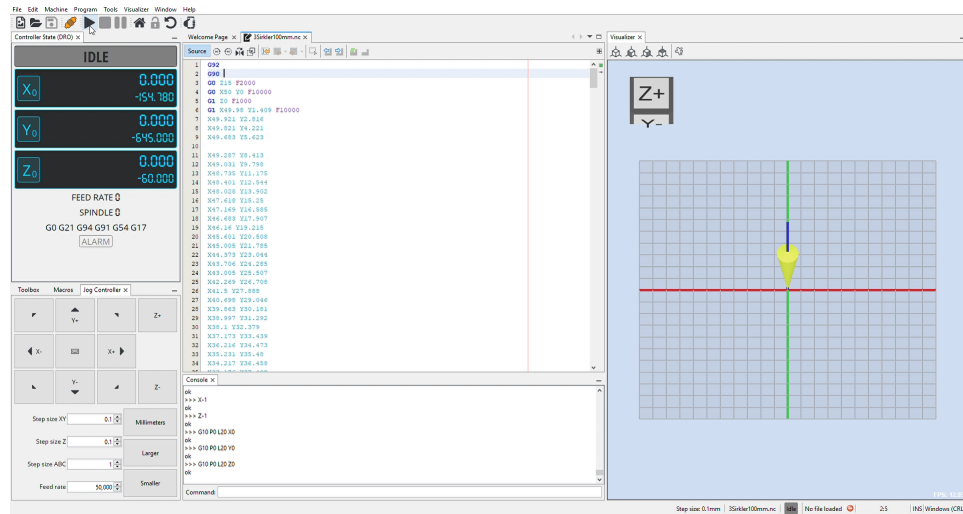 File Edit Machine Program Tools Visualizer Window Help
Controller State (DRO) ×
IDLE
X0 0.000
-154.780
Y0 0.000
-645.000
Z0 0.000
-60.000
FEED RATE 0
SPINDLE 0
G0 G21 G94 G91 G54 G17
ALARM
Toolbox Macros Jog Controller ×
Y+ Z+
X- X+
Y- Z-
Step size XY 0.1
Millimeters
Step size Z 0.1
Larger
Step size ABC 1
Smaller
Feed rate 50,000
Welcome Page × 3Sirkler100mm.nc ×
Source
1 G92
2 G90
3 G0 Z15 F2000
4 G0 X50 Y0 F10000
5 G1 Z0 F1000
6 G1 X49.98 Y1.409 F10000
7 X49.921 Y2.816
8 X49.821 Y4.221
9 X49.683 Y5.623
10
11 X49.287 Y8.413
12 X49.031 Y9.798
13 X48.735 Y11.175
14 X48.401 Y12.544
15 X48.028 Y13.902
16 X47.618 Y15.25
17 X47.169 Y16.585
18 X46.683 Y17.907
19 X46.16 Y19.215
20 X45.601 Y20.508
21 X45.005 Y21.785
22 X44.373 Y23.044
23 X43.706 Y24.285
24 X43.005 Y25.507
25 X42.269 Y26.708
26 X41.5 Y27.888
27 X40.698 Y29.046
28 X39.863 Y30.181
29 X38.997 Y31.292
30 X38.1 Y32.379
31 X37.173 Y33.439
32 X36.216 Y34.473
33 X35.231 Y35.48
34 X34.217 Y36.458
Console ×
ok
>>> X-1
ok
>>> Z-1
ok
>>> G10 P0 L20 X0
ok
>>> G10 P0 L20 Y0
ok
>>> G10 P0 L20 Z0
ok
Command:
Visualizer ×
Z+
Y-
Step size: 0.1mm 3Sirkler100mm.nc Idle No file loaded 2:5 INS Windows (CRL